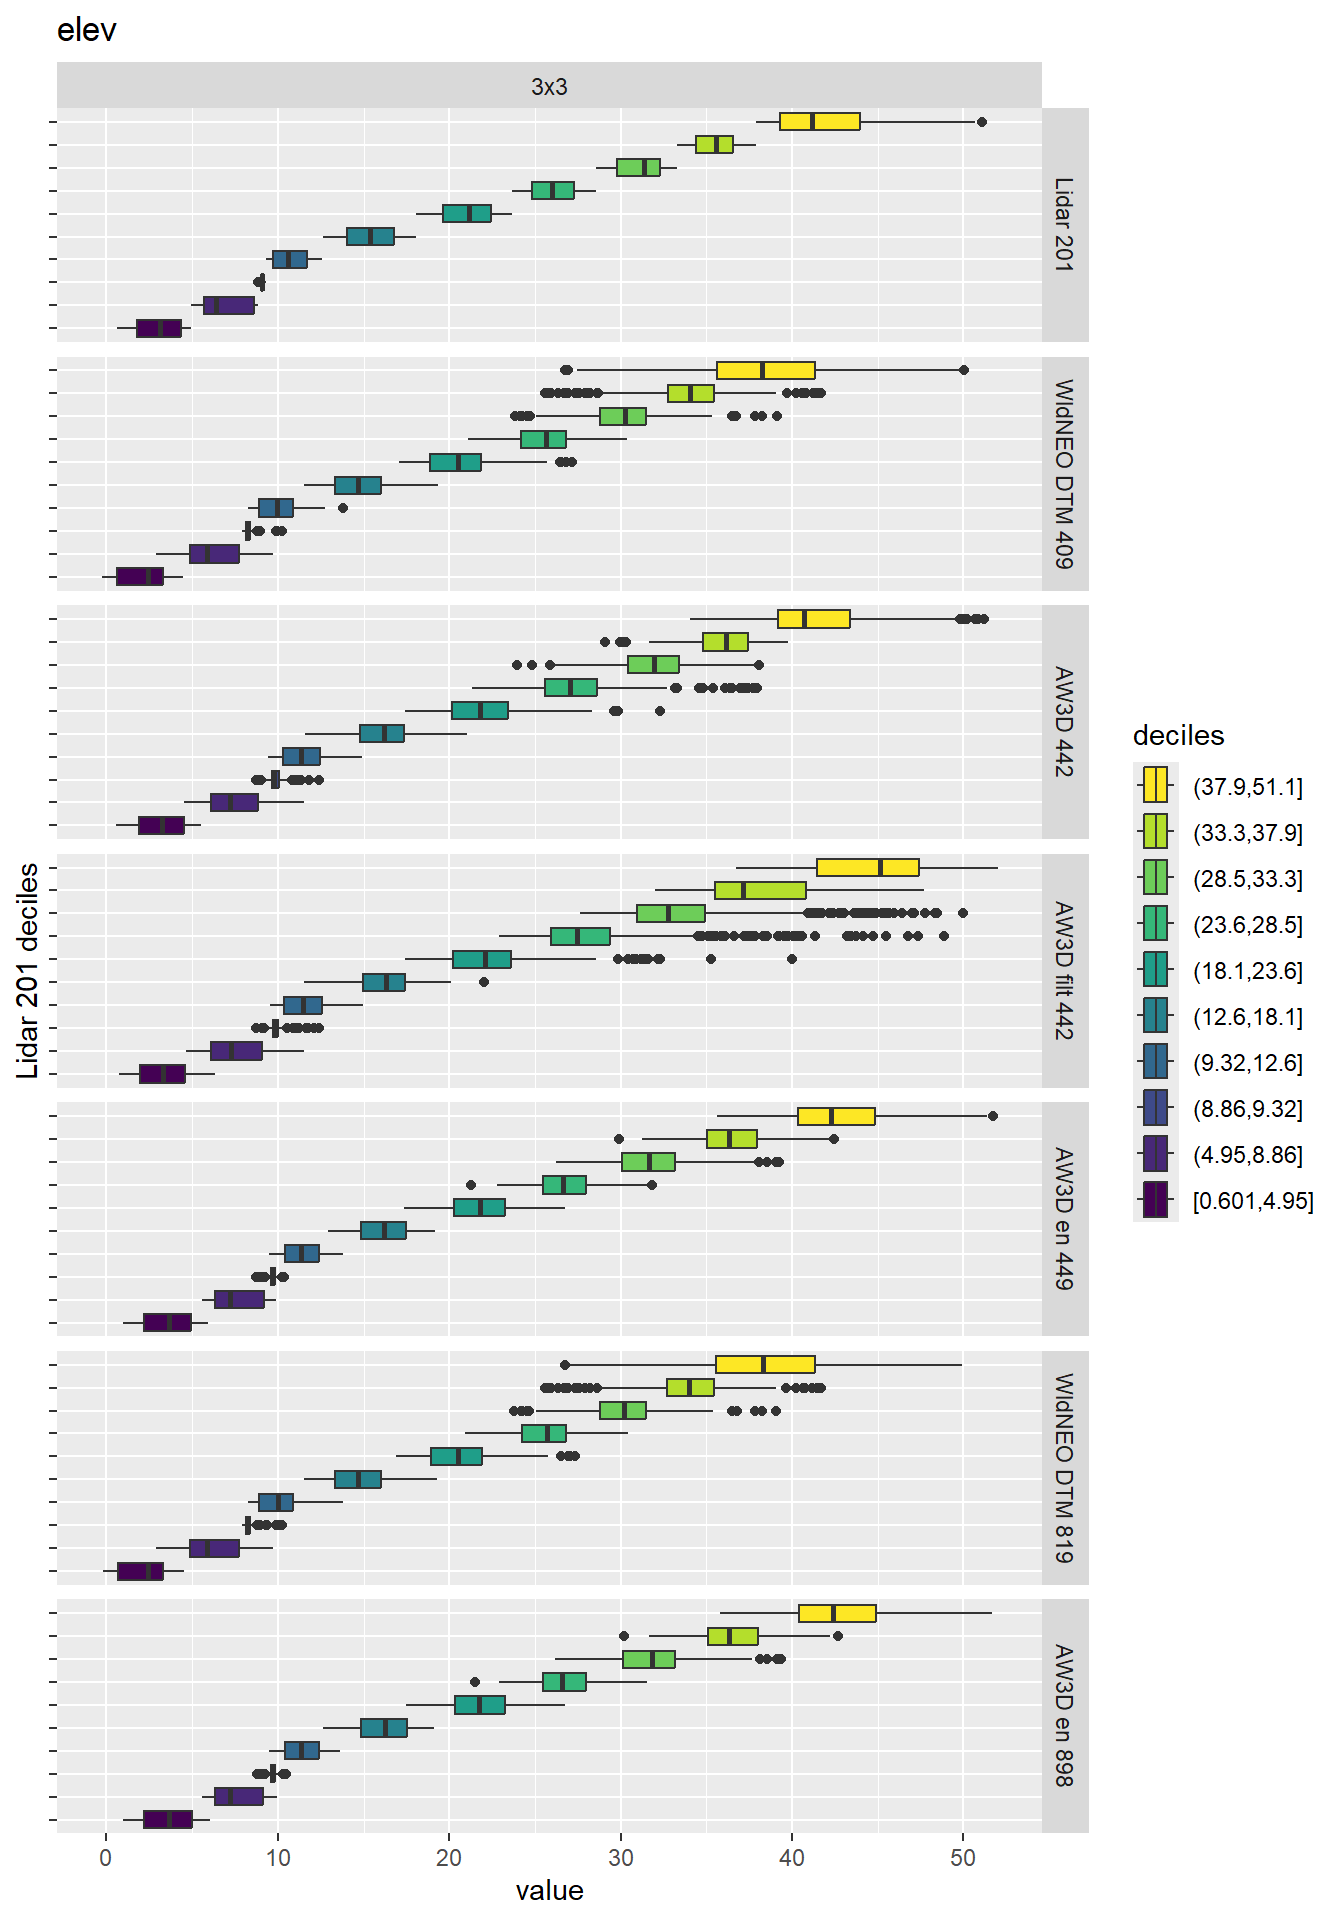 elev
3x3
Lidar 201
WldNEO DTM 409
AW3D 442
AW3D filt 442
AW3D en 449
WldNEO DTM 819
AW3D en 898
Lidar 201 deciles
0 10 20 30 40 50
value
deciles
(37.9,51.1]
(33.3,37.9]
(28.5,33.3]
(23.6,28.5]
(18.1,23.6]
(12.6,18.1]
(9.32,12.6]
(8.86,9.32]
(4.95,8.86]
[0.601,4.95]